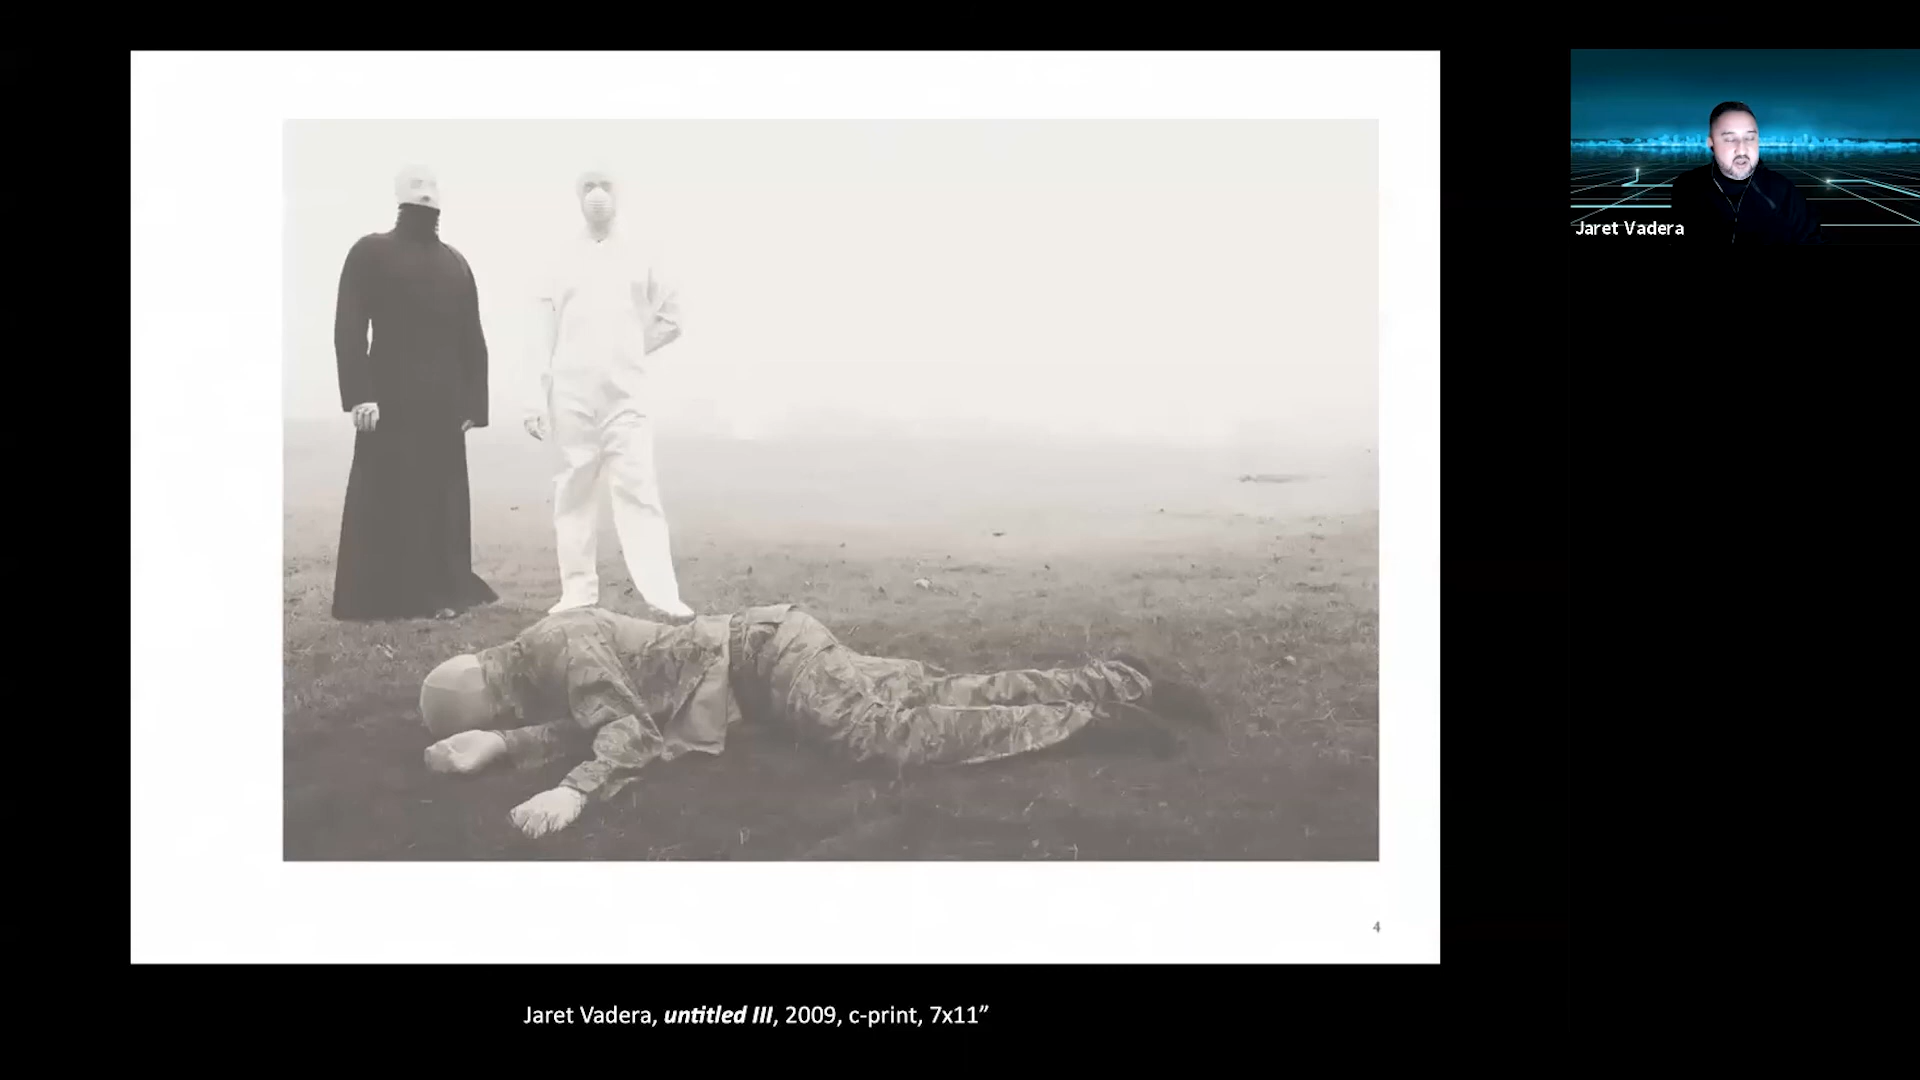 Jaret Vadera
4
Jaret Vadera, untitled III, 2009, c-print, 7x11”